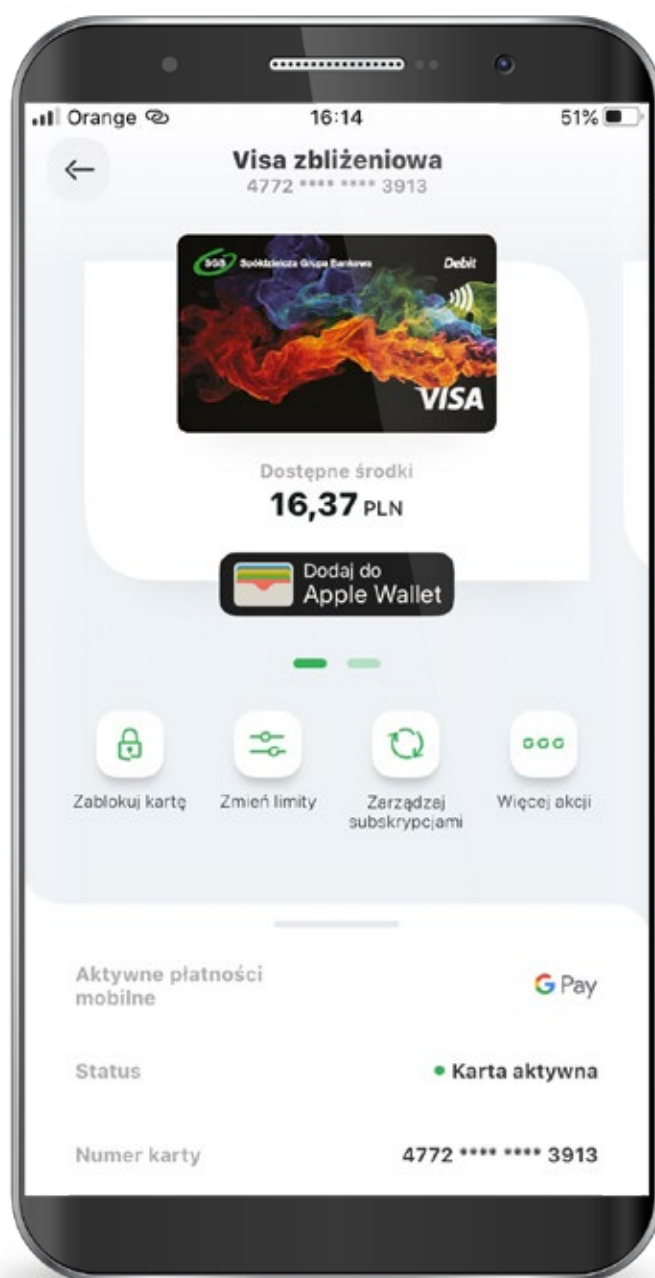 Orange 16:14 51%
Visa zbliżeniowa
4772 **** **** 3913
SGB Spółdzielcza Grupa Bankowa Debit
VISA
Dostępne środki
16,37 PLN
Dodaj do
Apple Wallet
Zablokuj kartę Zmień limity Zarządzaj Więcej akcji
subskrypcjami
Aktywne płatności
mobilne G Pay
Status Karta aktywna
Numer karty 4772 **** **** 3913